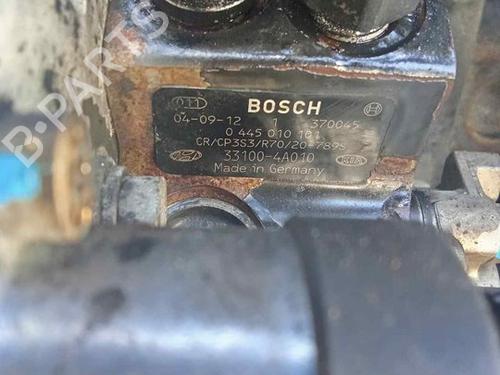 BOSCH
04-09-12 1 370045
0 445 010 101
CR/CP3S3/R70/20-789S
33100-4A010
Made in Germany
B-Parts